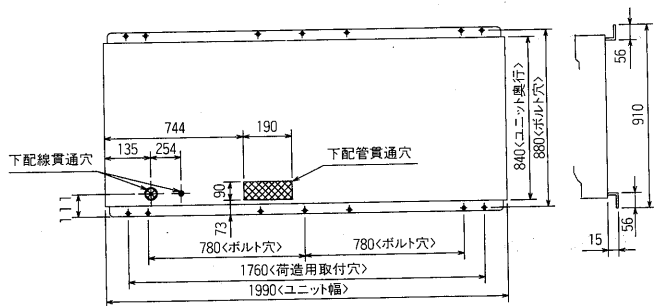 744
190
135
254
下配線貫通穴
下配管貫通穴
90
111
73
840<ユニット奥行>
880<ボルト穴>
780<ボルト穴>
780<ボルト穴>
1760<荷造用取付穴>
1990<ユニット幅>
56
910
15
56